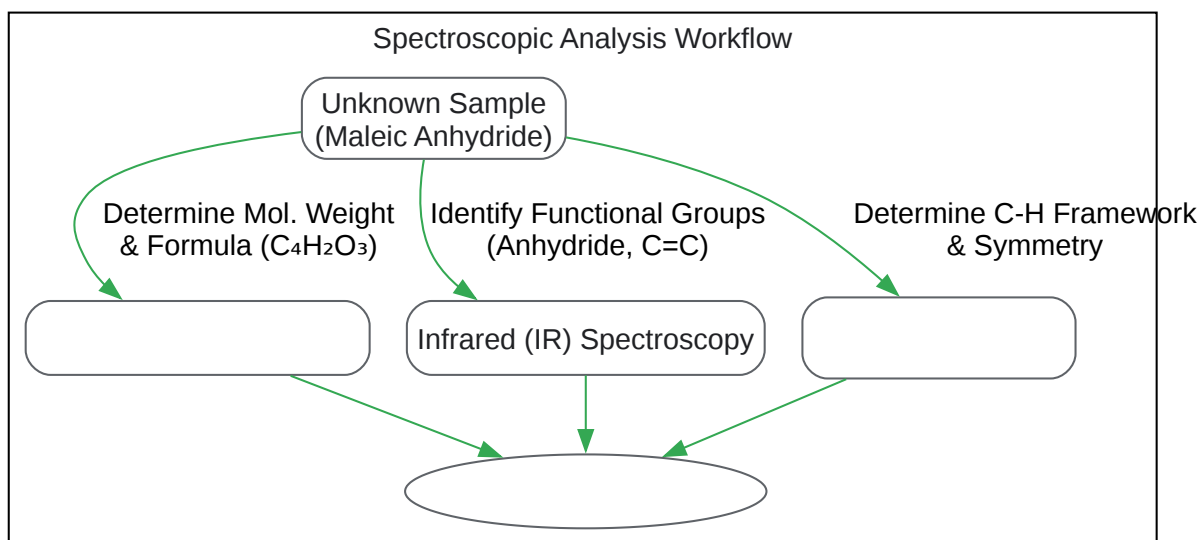 Spectroscopic Analysis Workflow
Unknown Sample
(Maleic Anhydride)
Determine Mol. Weight
& Formula (C₄H₂O₃)
Identify Functional Groups
(Anhydride, C=C)
Determine C-H Framework
& Symmetry
Infrared (IR) Spectroscopy